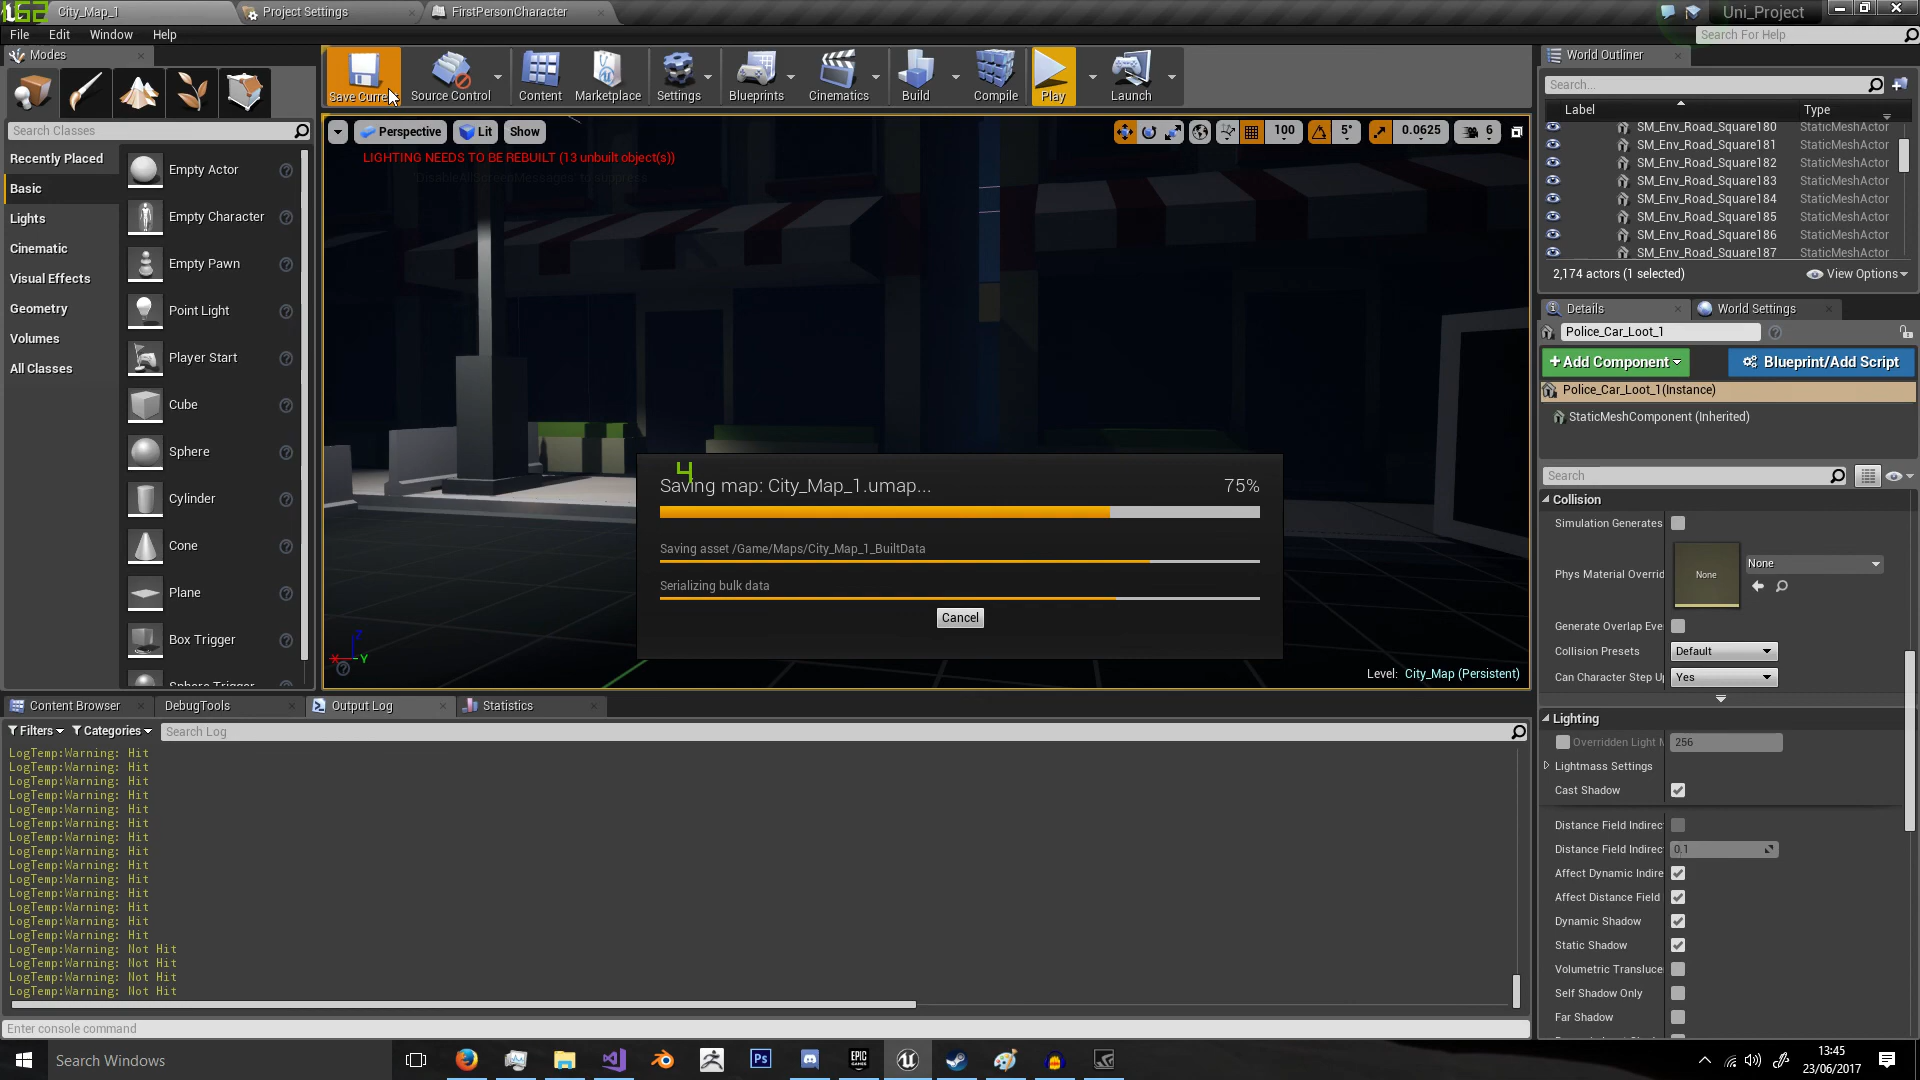 162
City_Map_1
Project Settings
FirstPersonCharacter
Uni_Project
File
Edit
Window
Help
Search For Help
Modes
Search Classes
Recently Placed
Basic
Lights
Cinematic
Visual Effects
Geometry
Volumes
All Classes
Empty Actor
Empty Character
Empty Pawn
Point Light
Player Start
Cube
Sphere
Cylinder
Cone
Plane
Box Trigger
Sphere Trigger
Save Curre
Source Control
Content
Marketplace
Settings
Blueprints
Cinematics
Build
Compile
Play
Launch
Perspective
Lit
Show
100
5°
0.0625
6
LIGHTING NEEDS TO BE REBUILT (13 unbuilt object(s))
'DisableAllScreenMessages' to suppress
4
Saving map: City_Map_1.umap...
75%
Saving asset /Game/Maps/City_Map_1_BuiltData
Serializing bulk data
Cancel
X
Y
Z
Level: City_Map (Persistent)
World Outliner
Search...
Label
Type
SM_Env_Road_Square180 StaticMeshActor
SM_Env_Road_Square181 StaticMeshActor
SM_Env_Road_Square182 StaticMeshActor
SM_Env_Road_Square183 StaticMeshActor
SM_Env_Road_Square184 StaticMeshActor
SM_Env_Road_Square185 StaticMeshActor
SM_Env_Road_Square186 StaticMeshActor
SM_Env_Road_Square187 StaticMeshActor
2,174 actors (1 selected)
View Options
Details
World Settings
Police_Car_Loot_1
+Add Component
Blueprint/Add Script
Police_Car_Loot_1(Instance)
StaticMeshComponent (Inherited)
Search
Collision
Simulation Generates
Phys Material Overrid
None
None
Generate Overlap Eve
Collision Presets
Default
Can Character Step U
Yes
Lighting
Overridden Light M
256
Lightmass Settings
Cast Shadow
Distance Field Indirec
Distance Field Indirec
0.1
Affect Dynamic Indire
Affect Distance Field
Dynamic Shadow
Static Shadow
Volumetric Transluce
Self Shadow Only
Far Shadow
Content Browser
DebugTools
Output Log
Statistics
Filters
Categories
Search Log
LogTemp:Warning: Hit
LogTemp:Warning: Hit
LogTemp:Warning: Hit
LogTemp:Warning: Hit
LogTemp:Warning: Hit
LogTemp:Warning: Hit
LogTemp:Warning: Hit
LogTemp:Warning: Hit
LogTemp:Warning: Hit
LogTemp:Warning: Hit
LogTemp:Warning: Hit
LogTemp:Warning: Hit
LogTemp:Warning: Hit
LogTemp:Warning: Hit
LogTemp:Warning: Not Hit
LogTemp:Warning: Not Hit
LogTemp:Warning: Not Hit
LogTemp:Warning: Not Hit
Enter console command
Search Windows
Ps
EPIC
GAMES
13:45
23/06/2017